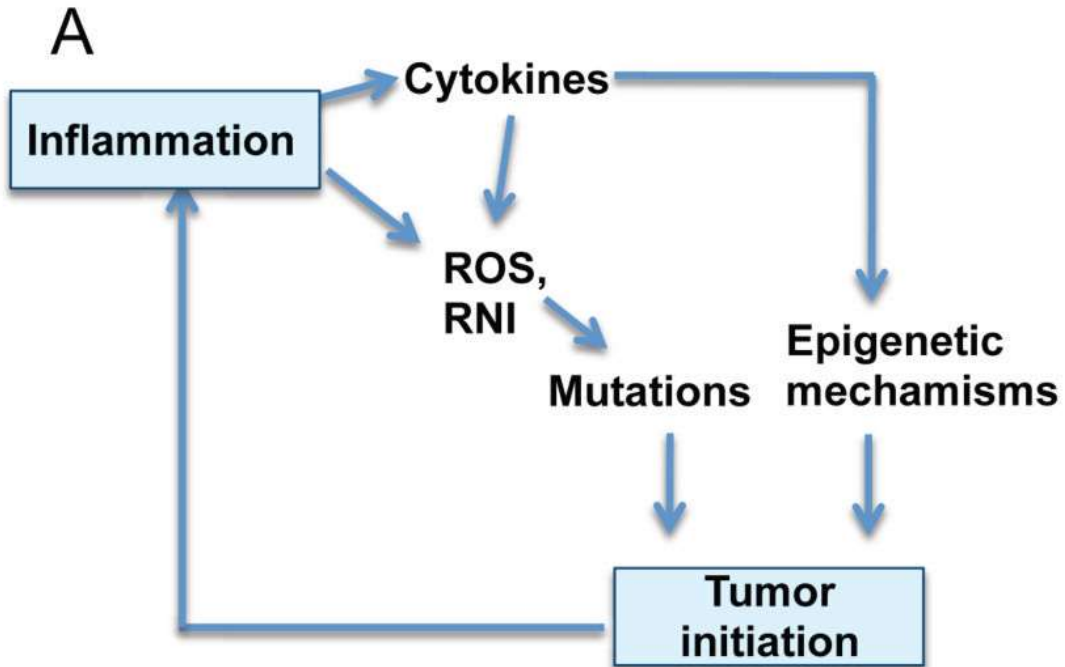 A
Cytokines
Inflammation
ROS,
RNI
Epigenetic
mechamisms
Mutations
Tumor
initiation